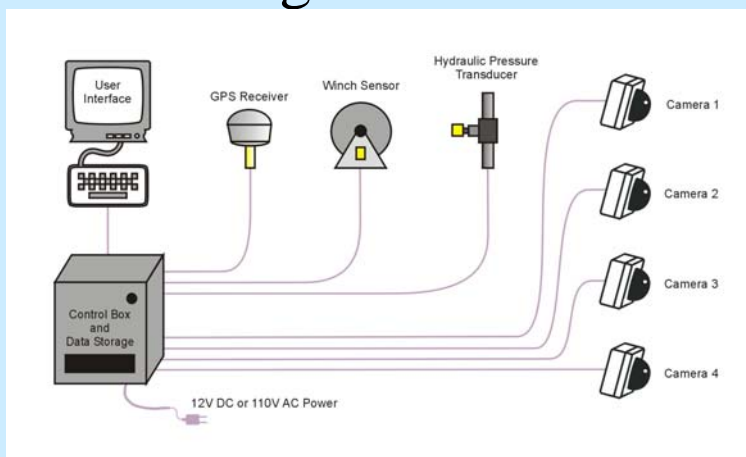 User
Interface
GPS Receiver
Winch Sensor
Hydraulic Pressure
Transducer
Camera 1
Camera 2
Camera 3
Camera 4
Control Box
and
Data Storage
12V DC or 110V AC Power